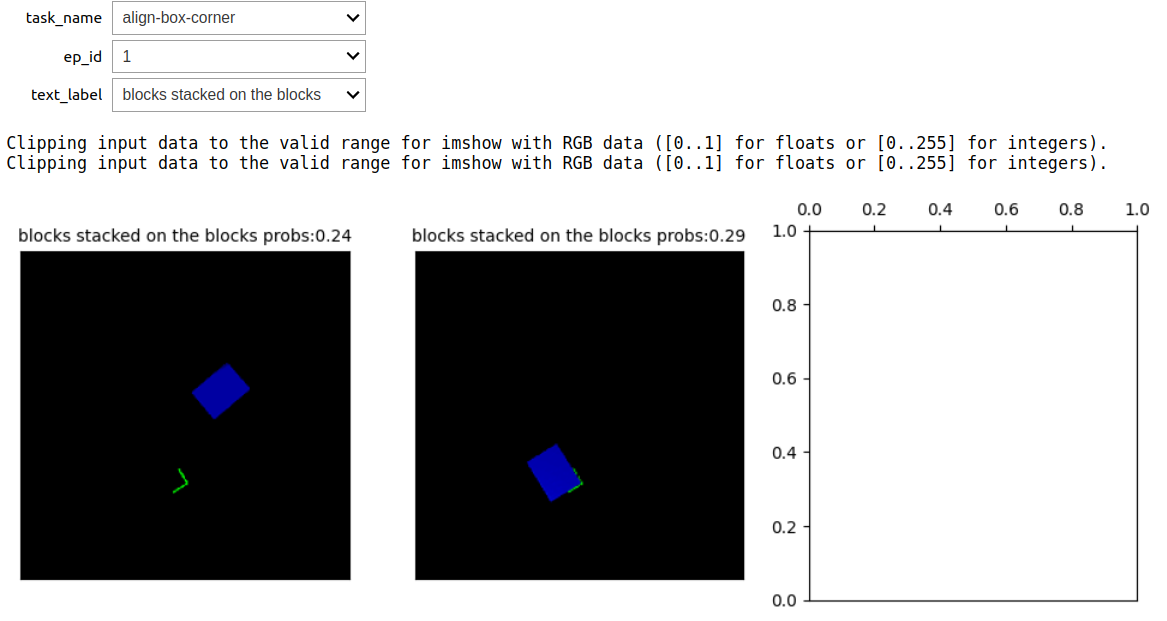 task_name align-box-corner
ep_id 1
text_label blocks stacked on the blocks
Clipping input data to the valid range for imshow with RGB data ([0..1] for floats or [0..255] for integers).
Clipping input data to the valid range for imshow with RGB data ([0..1] for floats or [0..255] for integers).
blocks stacked on the blocks probs:0.24
blocks stacked on the blocks probs:0.29
0.0 0.2 0.4 0.6 0.8 1.0
1.0
0.8
0.6
0.4
0.2
0.0